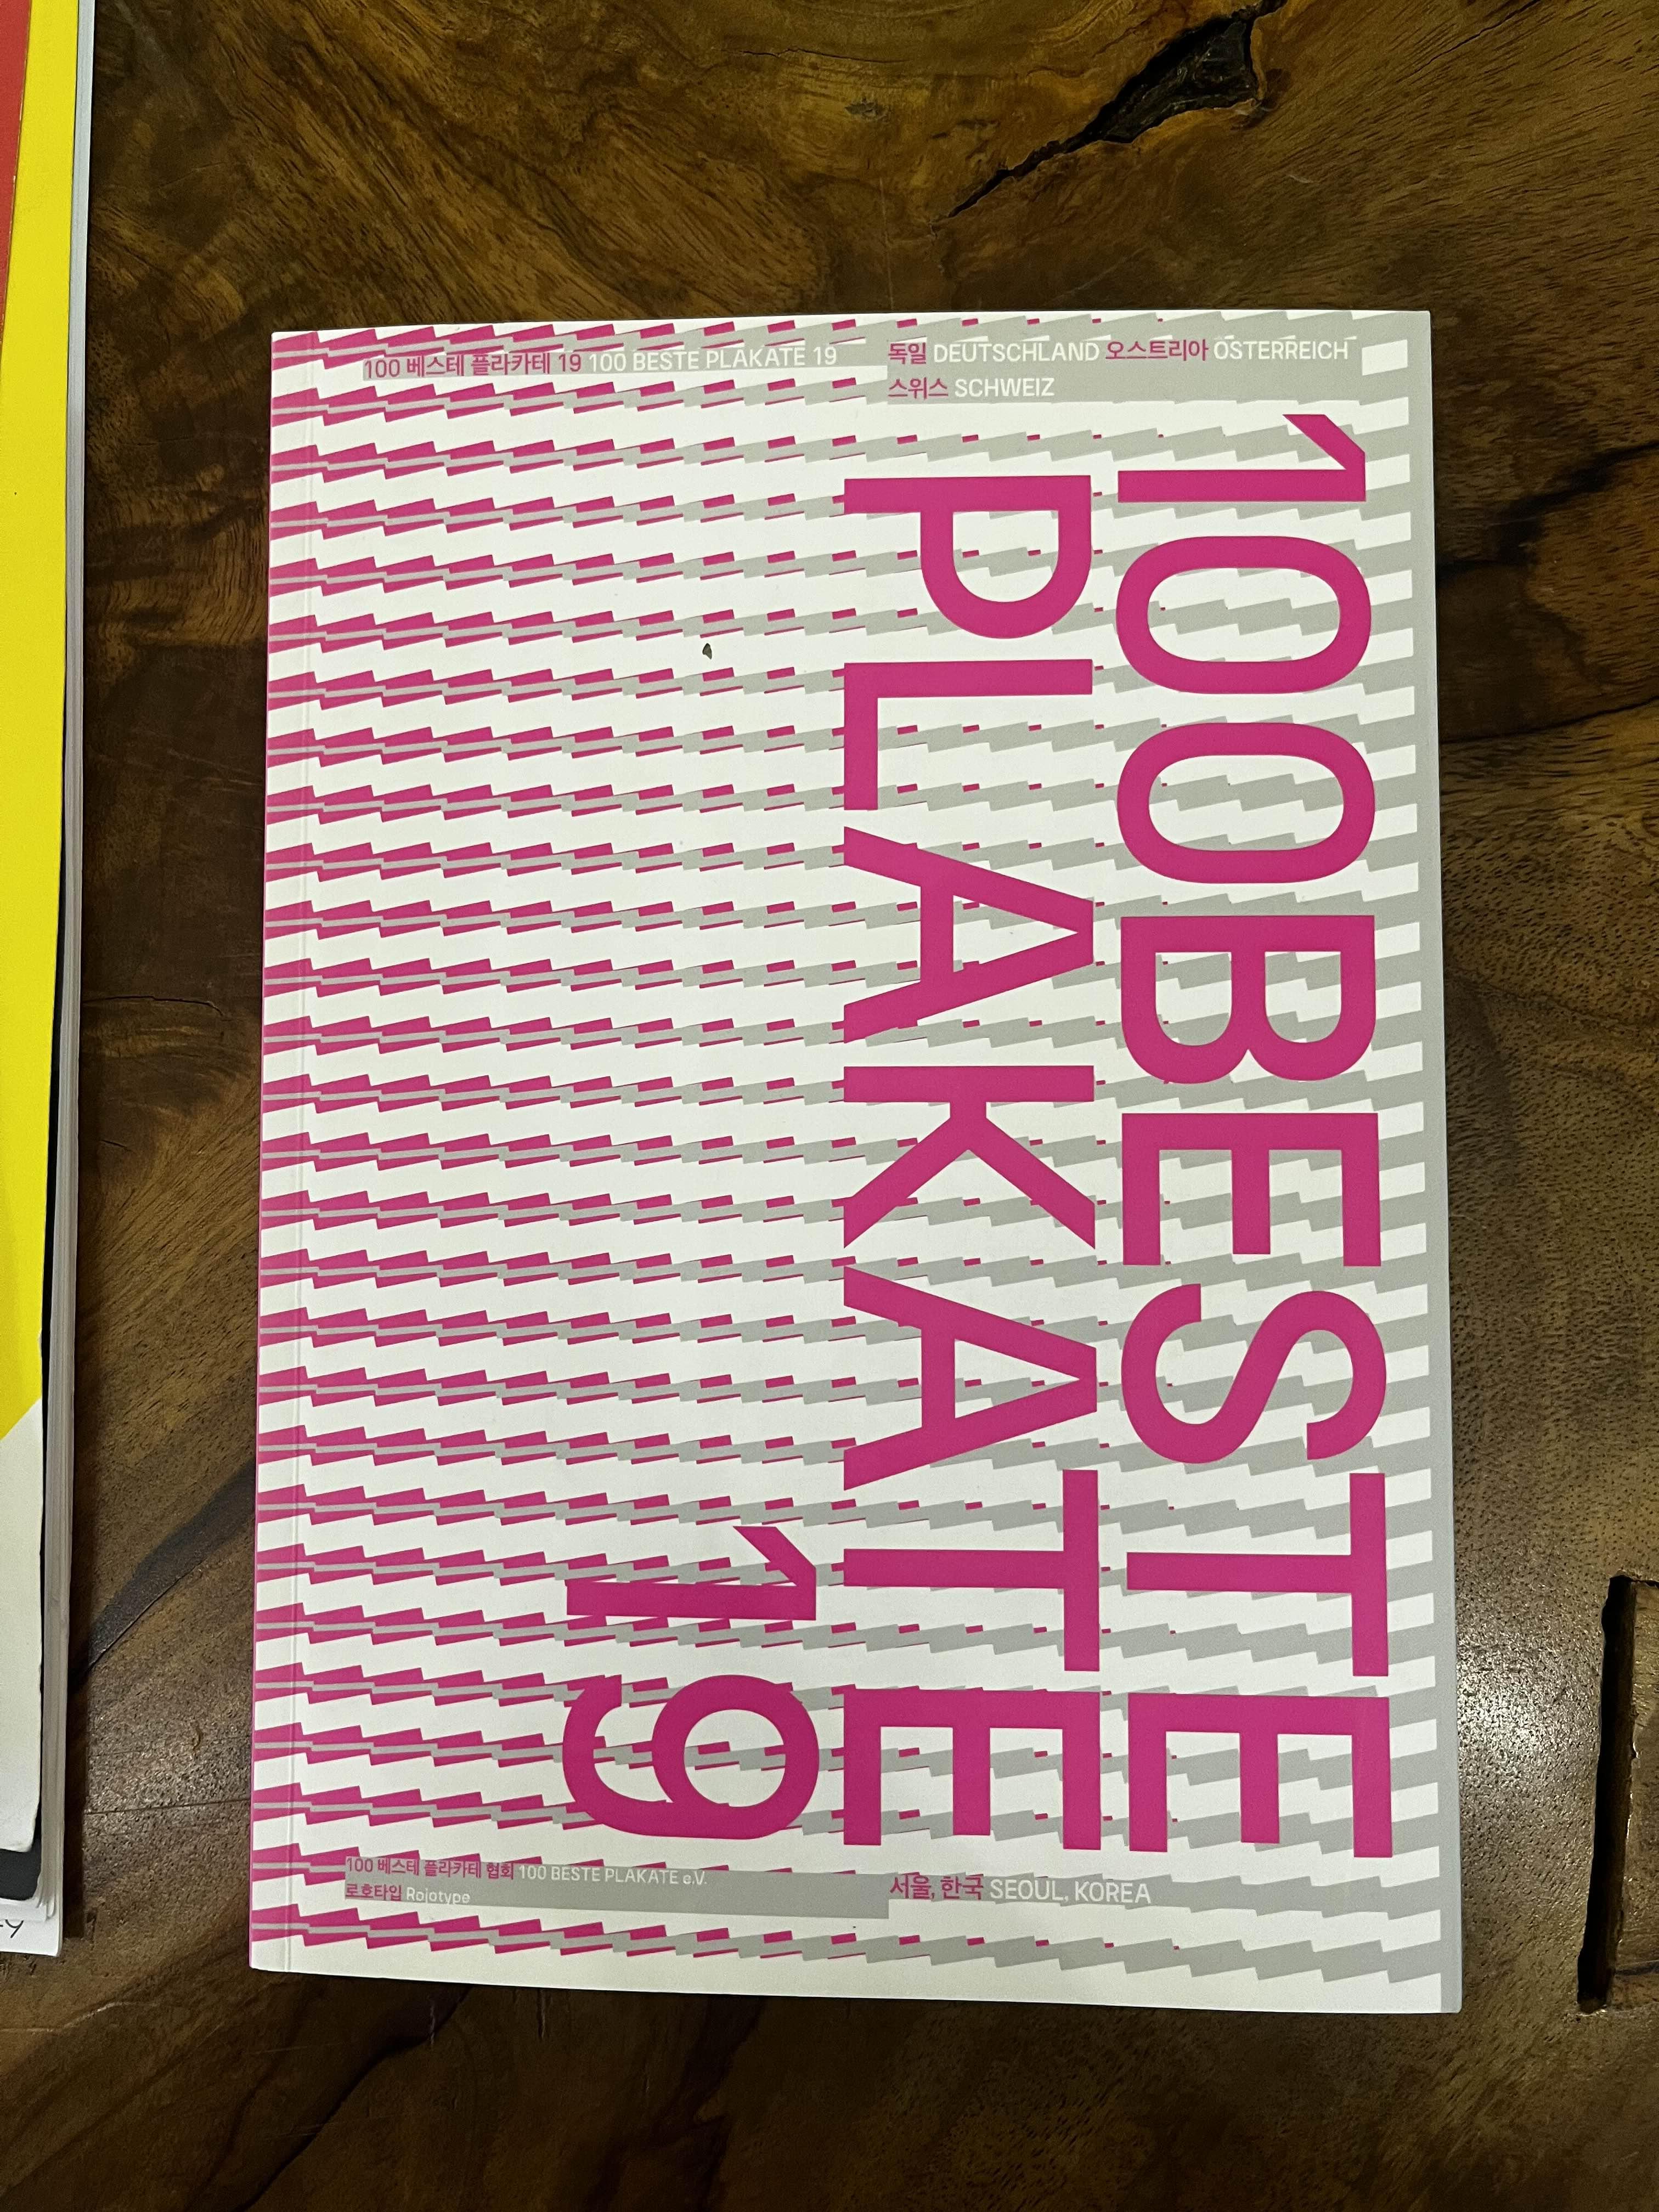 100 베스테 플라카테 19 100 BESTE PLAKATE 19
독일 DEUTSCHLAND 오스트리아 ÖSTERREICH
스위스 SCHWEIZ
100 BESTE
PLAKATE
19
100 베스테 플라카테 협회 100 BESTE PLAKATE e.V.
로호타입 Rojotype
서울, 한국 SEOUL, KOREA